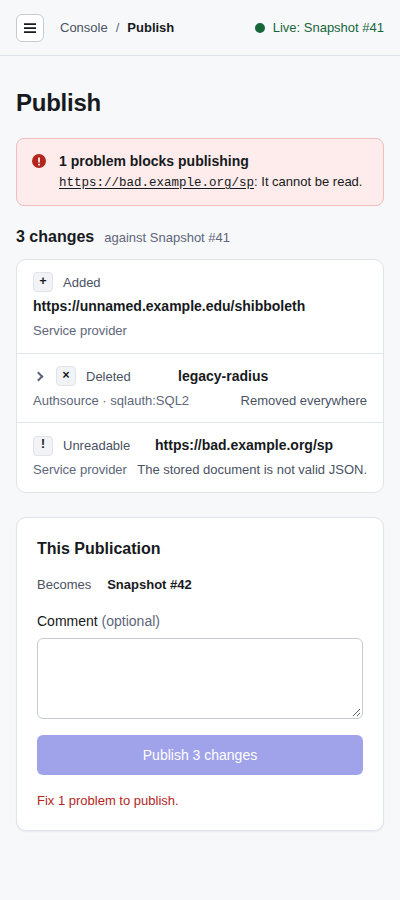 Console / Publish
Live: Snapshot #41
Publish
1 problem blocks publishing
https://bad.example.org/sp: It cannot be read.
3 changes against Snapshot #41
+ Added
https://unnamed.example.edu/shibboleth
Service provider
× Deleted legacy-radius
Authsource · sqlauth:SQL2 Removed everywhere
! Unreadable https://bad.example.org/sp
Service provider The stored document is not valid JSON.
This Publication
Becomes Snapshot #42
Comment (optional)
Publish 3 changes
Fix 1 problem to publish.